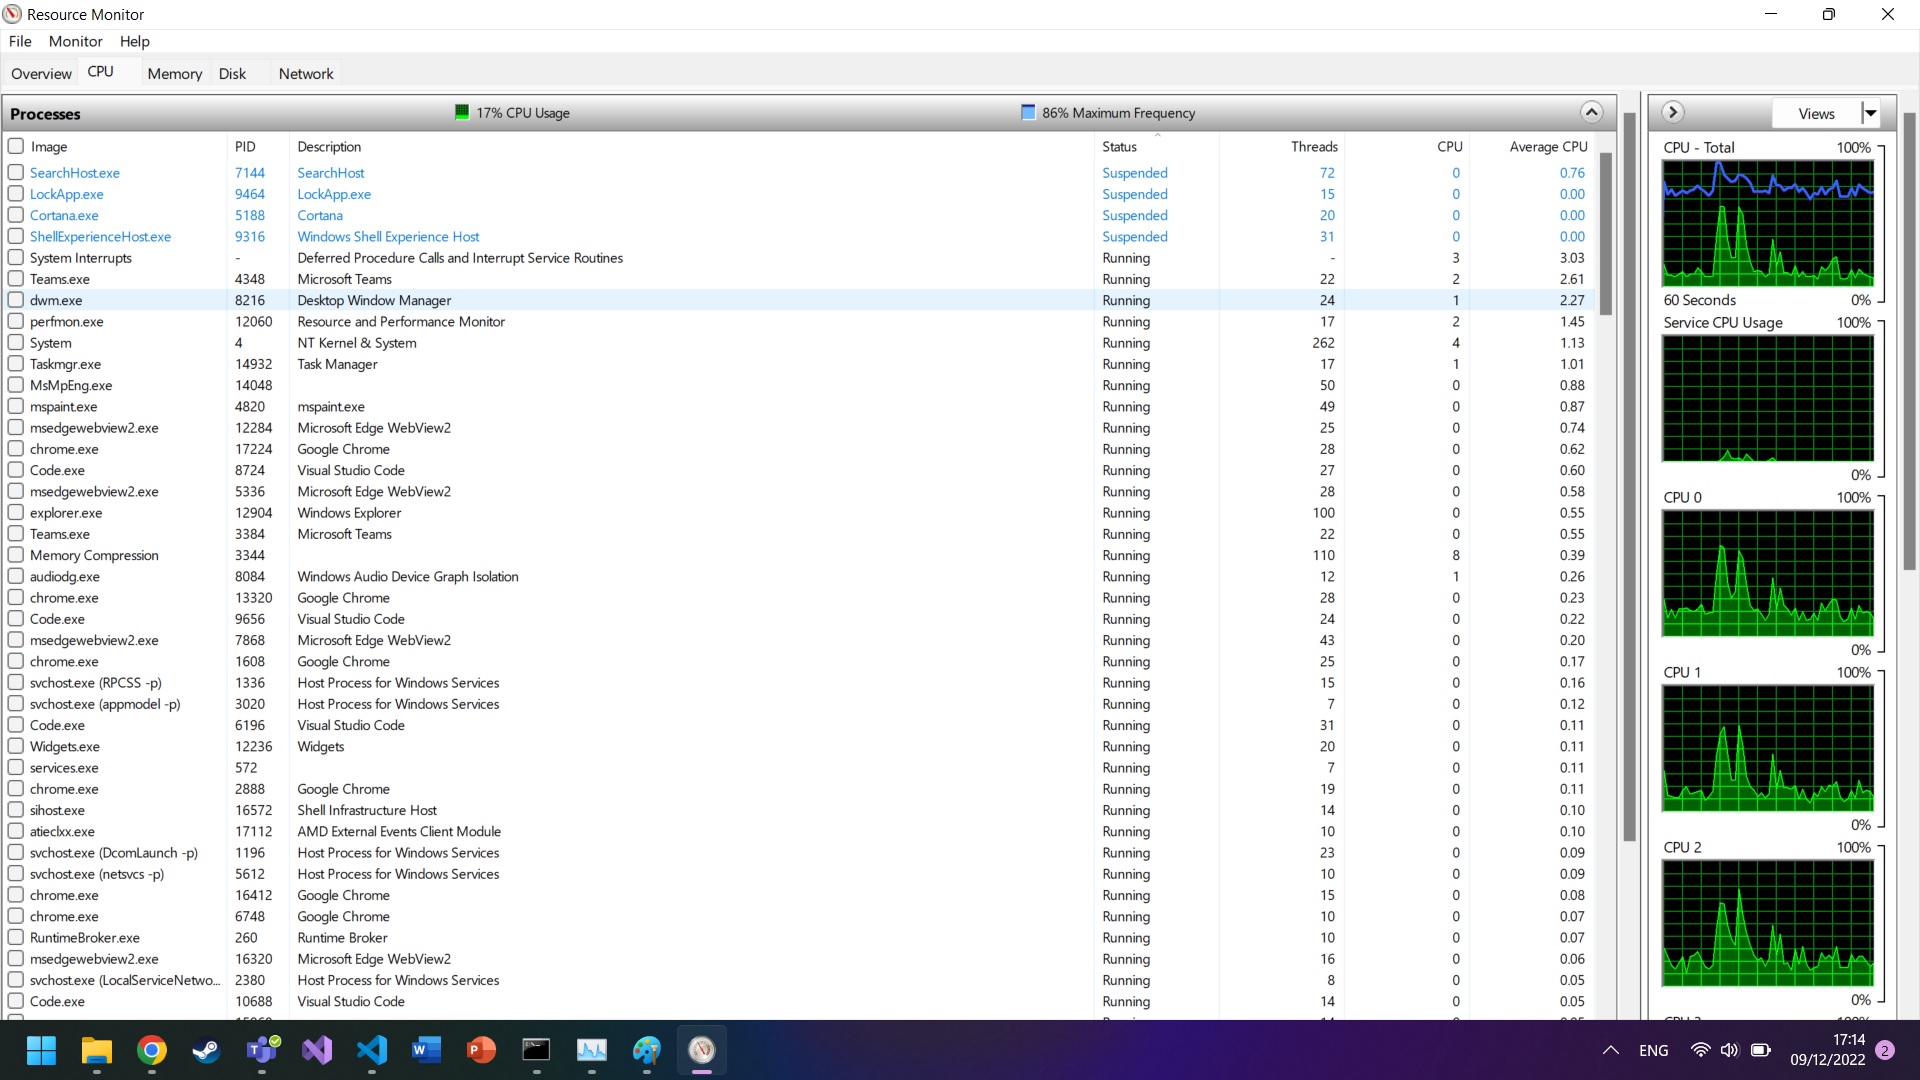 Resource Monitor
File Monitor Help
Overview CPU Memory Disk Network
Processes 17% CPU Usage 86% Maximum Frequency
Image PID Description Status Threads CPU Average CPU
SearchHost.exe 7144 SearchHost Suspended 72 0 0.76
LockApp.exe 9464 LockApp.exe Suspended 15 0 0.00
Cortana.exe 5188 Cortana Suspended 20 0 0.00
ShellExperienceHost.exe 9316 Windows Shell Experience Host Suspended 31 0 0.00
System Interrupts - Deferred Procedure Calls and Interrupt Service Routines Running - 3 3.03
Teams.exe 4348 Microsoft Teams Running 22 2 2.61
dwm.exe 8216 Desktop Window Manager Running 24 1 2.27
perfmon.exe 12060 Resource and Performance Monitor Running 17 2 1.45
System 4 NT Kernel & System Running 262 4 1.13
Taskmgr.exe 14932 Task Manager Running 17 1 1.01
MsMpEng.exe 14048 Running 50 0 0.88
mspaint.exe 4820 mspaint.exe Running 49 0 0.87
msedgewebview2.exe 12284 Microsoft Edge WebView2 Running 25 0 0.74
chrome.exe 17224 Google Chrome Running 28 0 0.62
Code.exe 8724 Visual Studio Code Running 27 0 0.60
msedgewebview2.exe 5336 Microsoft Edge WebView2 Running 28 0 0.58
explorer.exe 12904 Windows Explorer Running 100 0 0.55
Teams.exe 3384 Microsoft Teams Running 22 0 0.55
Memory Compression 3344 Running 110 8 0.39
audiodg.exe 8084 Windows Audio Device Graph Isolation Running 12 1 0.26
chrome.exe 13320 Google Chrome Running 28 0 0.23
Code.exe 9656 Visual Studio Code Running 24 0 0.22
msedgewebview2.exe 7868 Microsoft Edge WebView2 Running 43 0 0.20
chrome.exe 1608 Google Chrome Running 25 0 0.17
svchost.exe (RPCSS -p) 1336 Host Process for Windows Services Running 15 0 0.16
svchost.exe (appmodel -p) 3020 Host Process for Windows Services Running 7 0 0.12
Code.exe 6196 Visual Studio Code Running 31 0 0.11
Widgets.exe 12236 Widgets Running 20 0 0.11
services.exe 572 Running 7 0 0.11
chrome.exe 2888 Google Chrome Running 19 0 0.11
sihost.exe 16572 Shell Infrastructure Host Running 14 0 0.10
atieclxx.exe 17112 AMD External Events Client Module Running 10 0 0.10
svchost.exe (DcomLaunch -p) 1196 Host Process for Windows Services Running 23 0 0.09
svchost.exe (netsvcs -p) 5612 Host Process for Windows Services Running 10 0 0.09
chrome.exe 16412 Google Chrome Running 15 0 0.08
chrome.exe 6748 Google Chrome Running 10 0 0.07
RuntimeBroker.exe 260 Runtime Broker Running 10 0 0.07
msedgewebview2.exe 16320 Microsoft Edge WebView2 Running 16 0 0.06
svchost.exe (LocalServiceNetwo... 2380 Host Process for Windows Services Running 8 0 0.05
Code.exe 10688 Visual Studio Code Running 14 0 0.05
Views
CPU - Total 100%
60 Seconds 0%
Service CPU Usage 100%
0%
CPU 0 100%
0%
CPU 1 100%
0%
CPU 2 100%
0%
ENG 17:14
09/12/2022 2